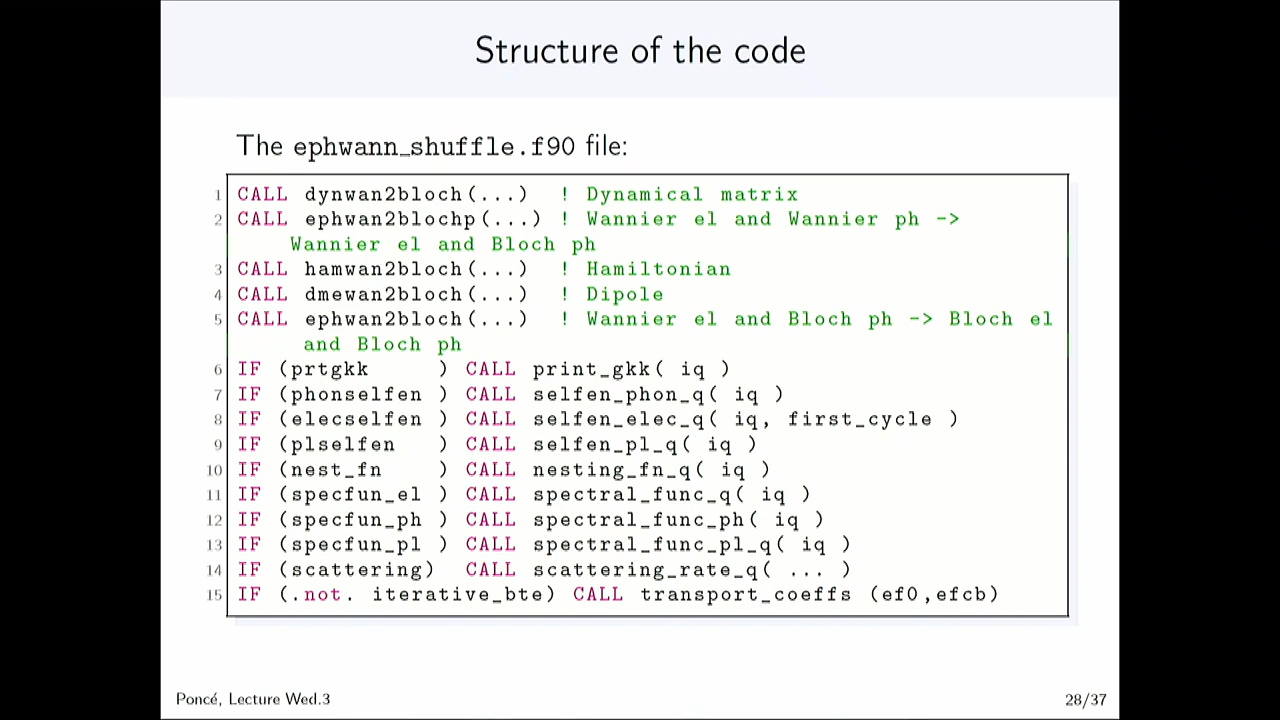 Structure of the code
The ephwann_shuffle.f90 file:
1 CALL dynwan2bloch(...) ! Dynamical matrix
2 CALL ephwan2blochp(...) ! Wannier el and Wannier ph ->
Wannier el and Bloch ph
3 CALL hamwan2bloch(...) ! Hamiltonian
4 CALL dmewan2bloch(...) ! Dipole
5 CALL ephwan2bloch(...) ! Wannier el and Bloch ph -> Bloch el
and Bloch ph
6 IF (prtgkk ) CALL print_gkk( iq )
7 IF (phonselfen ) CALL selfen_phon_q( iq )
8 IF (elecselfen ) CALL selfen_elec_q( iq, first_cycle )
9 IF (plselfen ) CALL selfen_pl_q( iq )
10 IF (nest_fn ) CALL nesting_fn_q( iq )
11 IF (specfun_el ) CALL spectral_func_q( iq )
12 IF (specfun_ph ) CALL spectral_func_ph( iq )
13 IF (specfun_pl ) CALL spectral_func_pl_q( iq )
14 IF (scattering) CALL scattering_rate_q( ... )
15 IF (.not. iterative_bte) CALL transport_coeffs (ef0,efcb)
Poncé, Lecture Wed.3
28/37